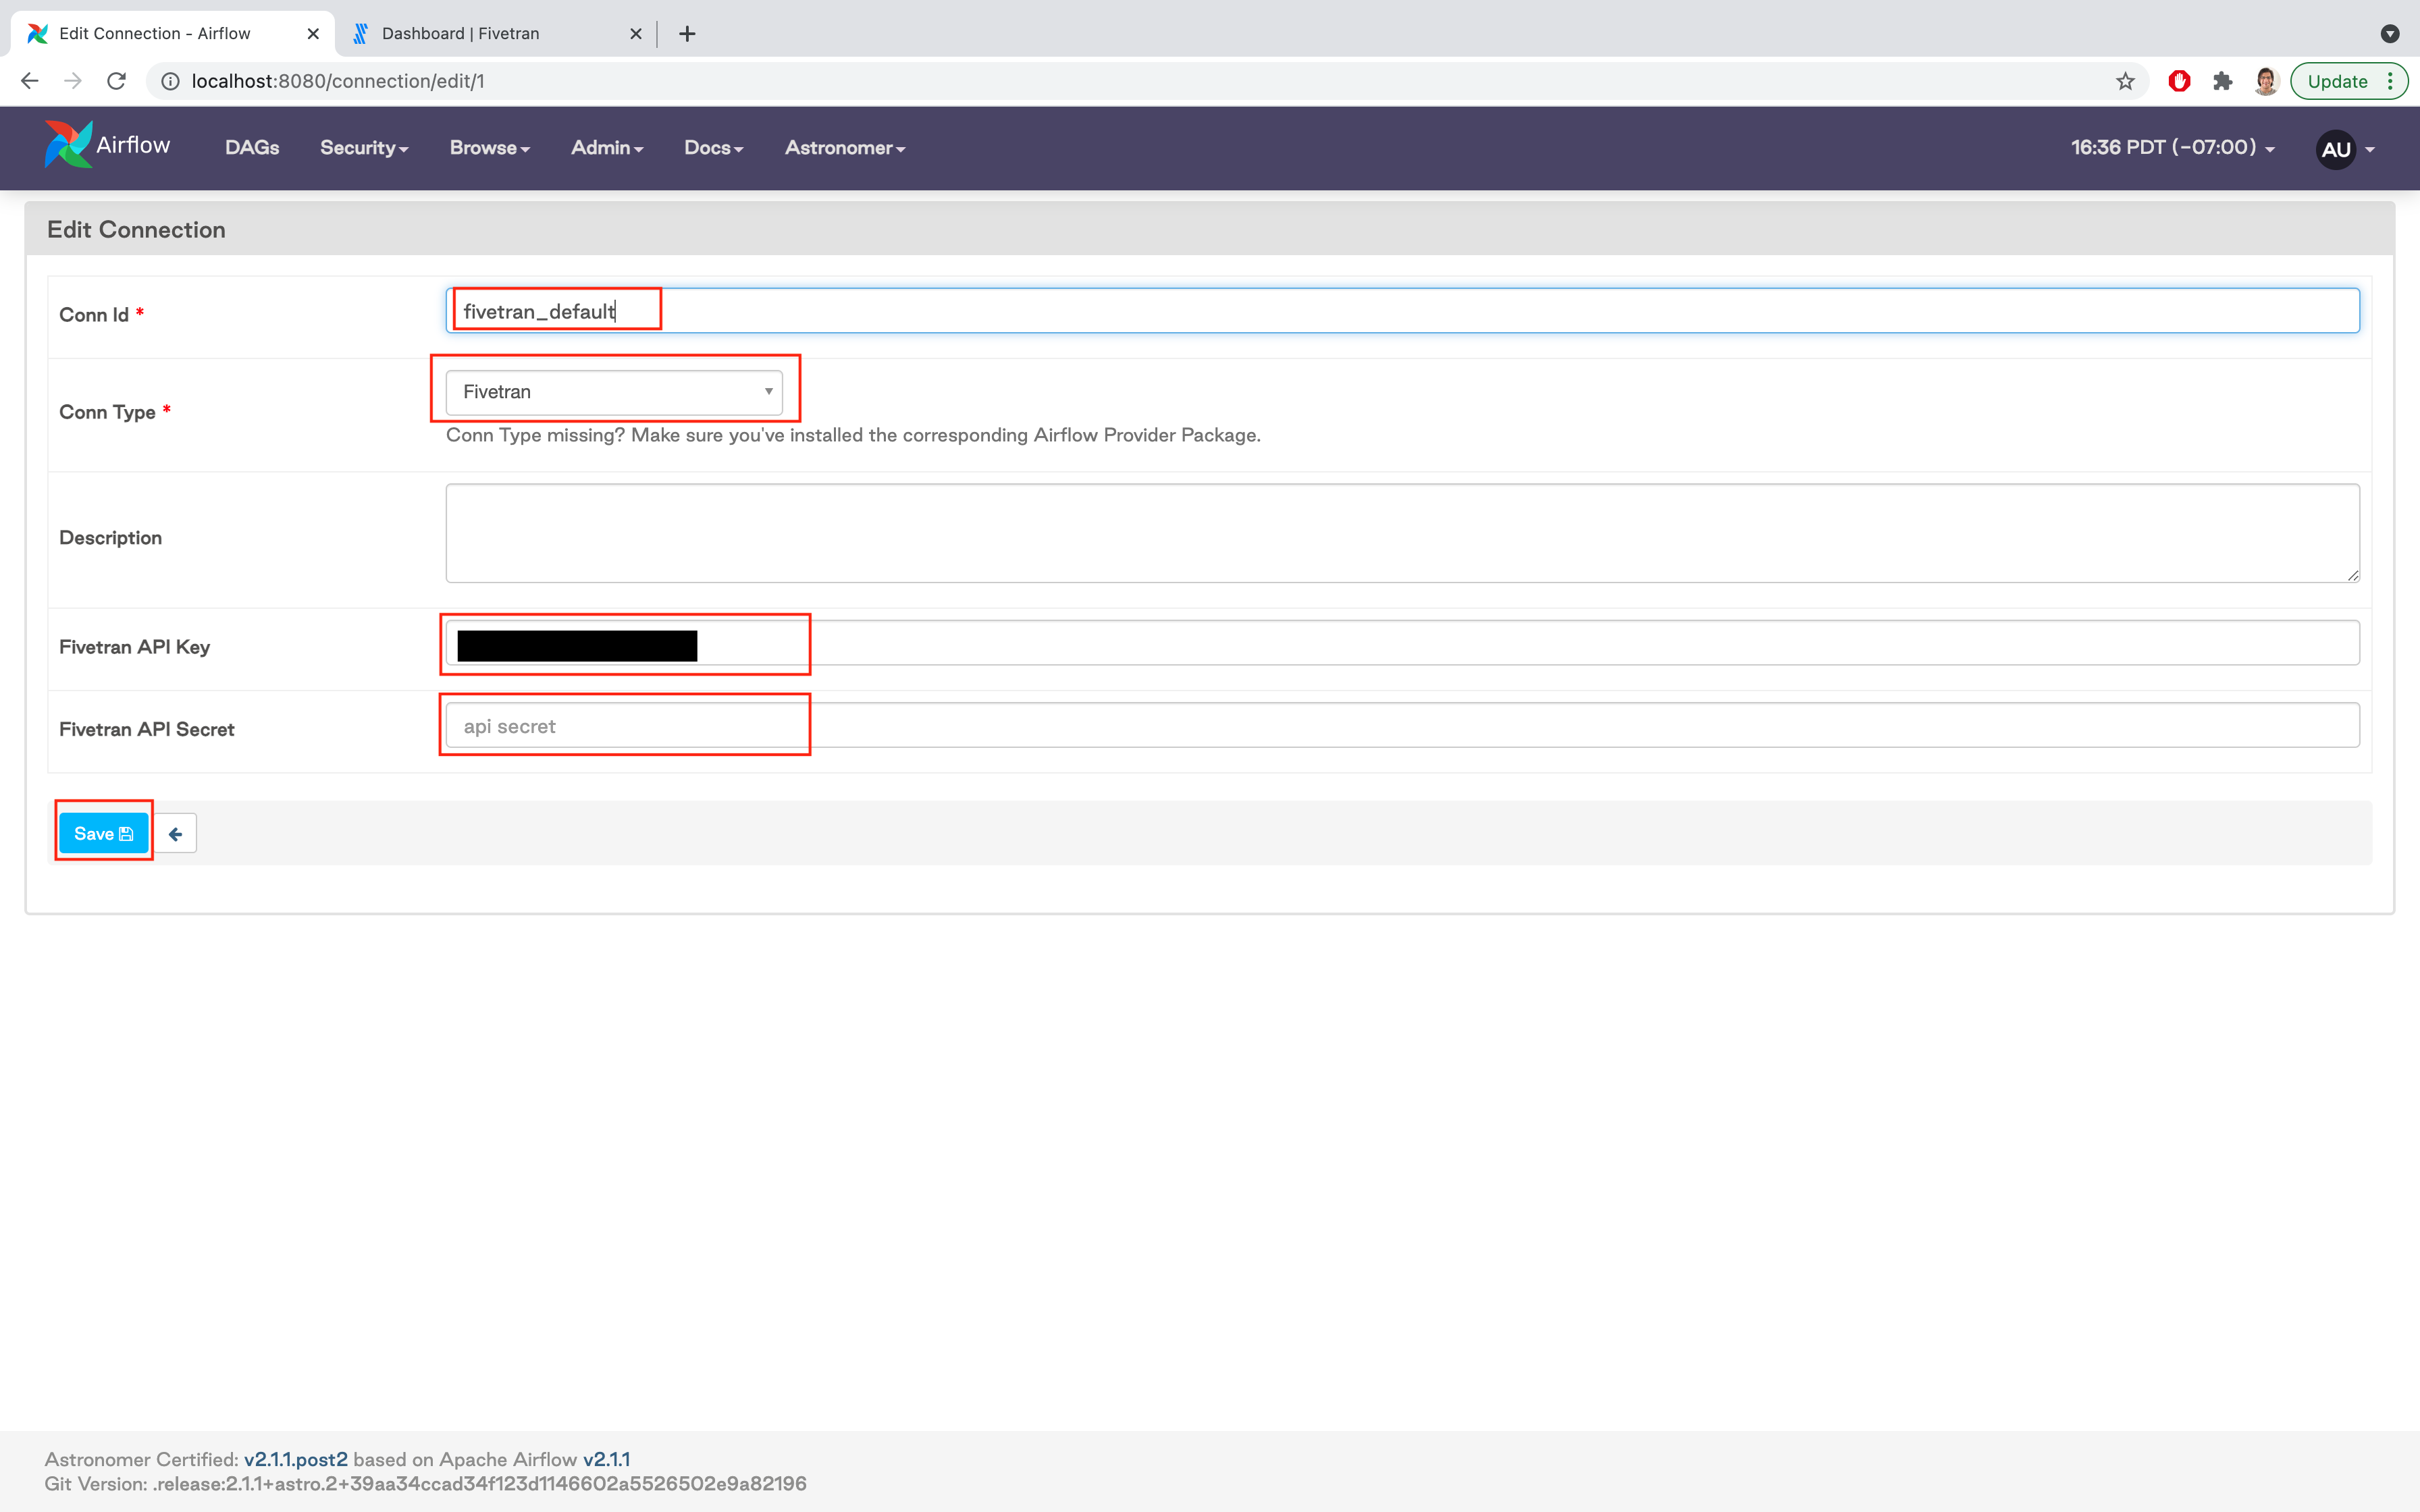 Edit Connection - Airflow
Dashboard | Fivetran
localhost:8080/connection/edit/1
Update
Airflow DAGs Security Browse Admin Docs Astronomer 16:36 PDT (-07:00) AU
Edit Connection
Conn Id * fivetran_default
Conn Type * Fivetran
Conn Type missing? Make sure you've installed the corresponding Airflow Provider Package.
Description
Fivetran API Key
Fivetran API Secret api secret
Save
Astronomer Certified: v2.1.1.post2 based on Apache Airflow v2.1.1
Git Version: .release:2.1.1+astro.2+39aa34ccad34f123d1146602a5526502e9a82196